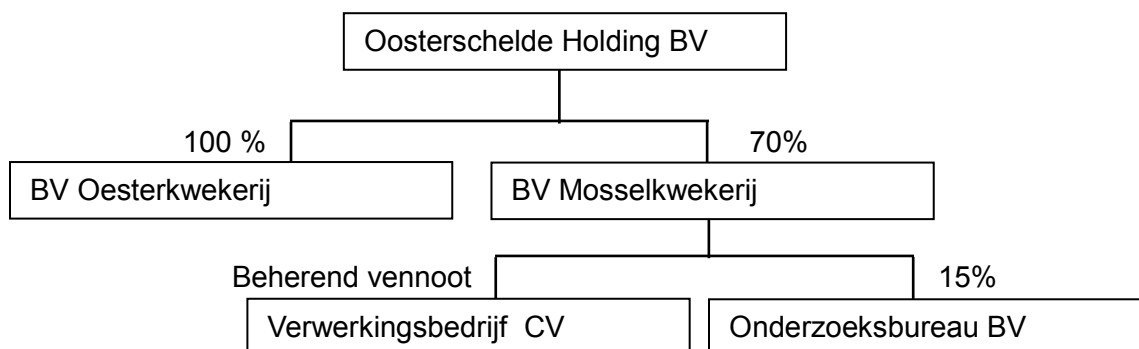 Oosterschelde Holding BV
100 %
70%
BV Oesterkwekerij
BV Mosselkwekerij
Beherend vennoot
15%
Verwerkingsbedrijf CV
Onderzoeksbureau BV